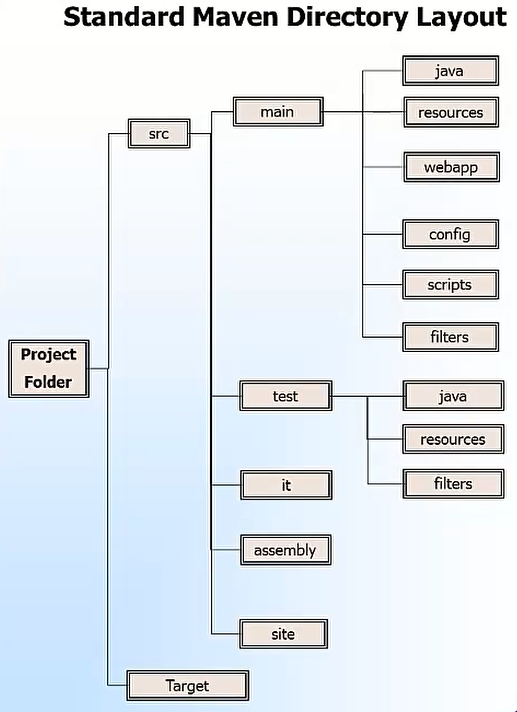 Standard Maven Directory Layout
java
main
resources
src
webapp
config
scripts
filters
Project
Folder
test
java
resources
it
filters
assembly
site
Target